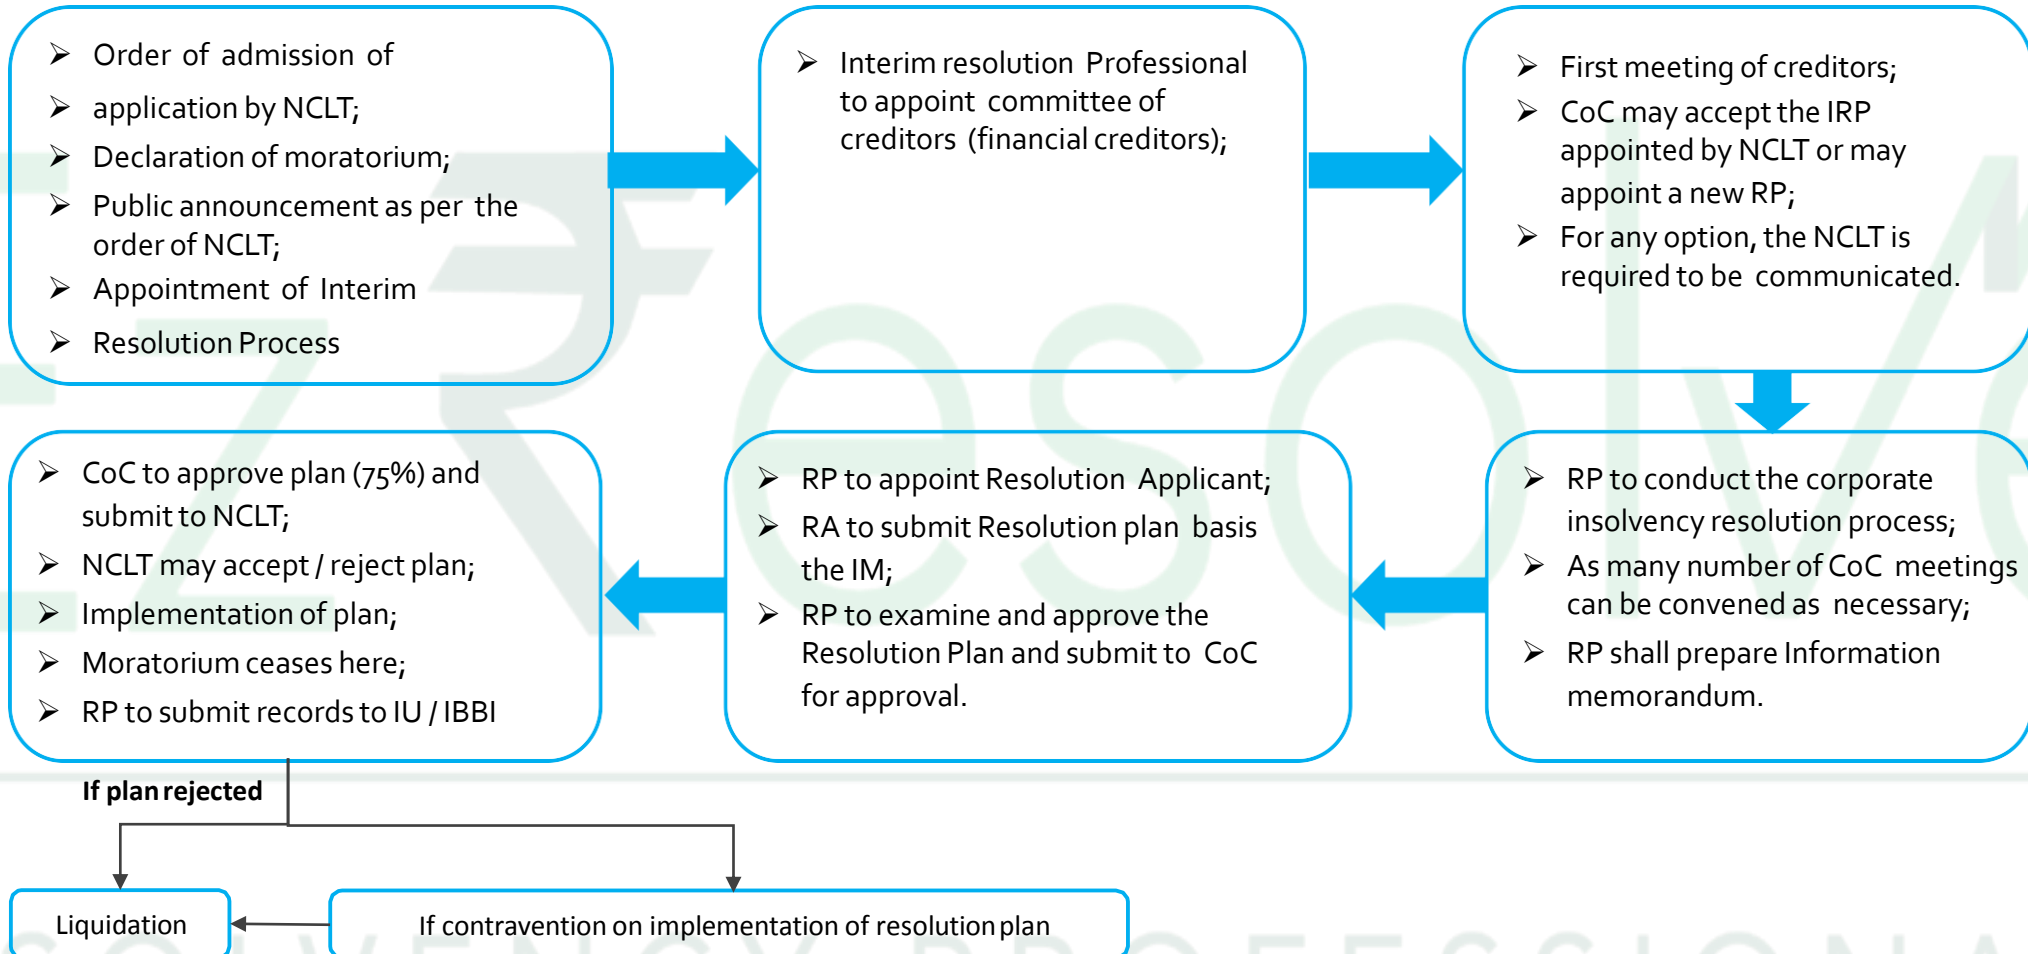 ➢ Order of admission of
➢ application by NCLT;
➢ Declaration of moratorium;
➢ Public announcement as per the
order of NCLT;
➢ Appointment of Interim
➢ Resolution Process
➢ Interim resolution Professional
to appoint committee of
creditors (financial creditors);
➢ First meeting of creditors;
➢ CoC may accept the IRP
appointed by NCLT or may
appoint a new RP;
➢ For any option, the NCLT is
required to be communicated.
➢ RP to conduct the corporate
insolvency resolution process;
➢ As many number of CoC meetings
can be convened as necessary;
➢ RP shall prepare Information
memorandum.
➢ RP to appoint Resolution Applicant;
➢ RA to submit Resolution plan basis
the IM;
➢ RP to examine and approve the
Resolution Plan and submit to CoC
for approval.
➢ CoC to approve plan (75%) and
submit to NCLT;
➢ NCLT may accept / reject plan;
➢ Implementation of plan;
➢ Moratorium ceases here;
➢ RP to submit records to IU / IBBI
If plan rejected
Liquidation
If contravention on implementation of resolution plan
Ez ₹esolve
SOLVENCY PROFESSIONA